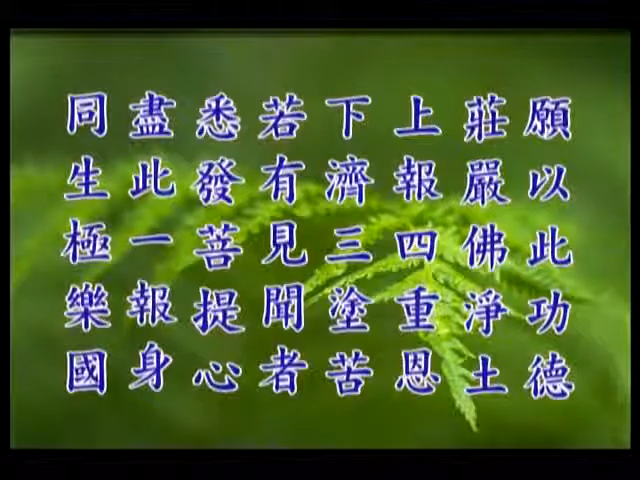 願以此功德
莊嚴佛淨土
上報四重恩
下濟三塗苦
若有見聞者
悉發菩提心
盡此一報身
同生極樂國